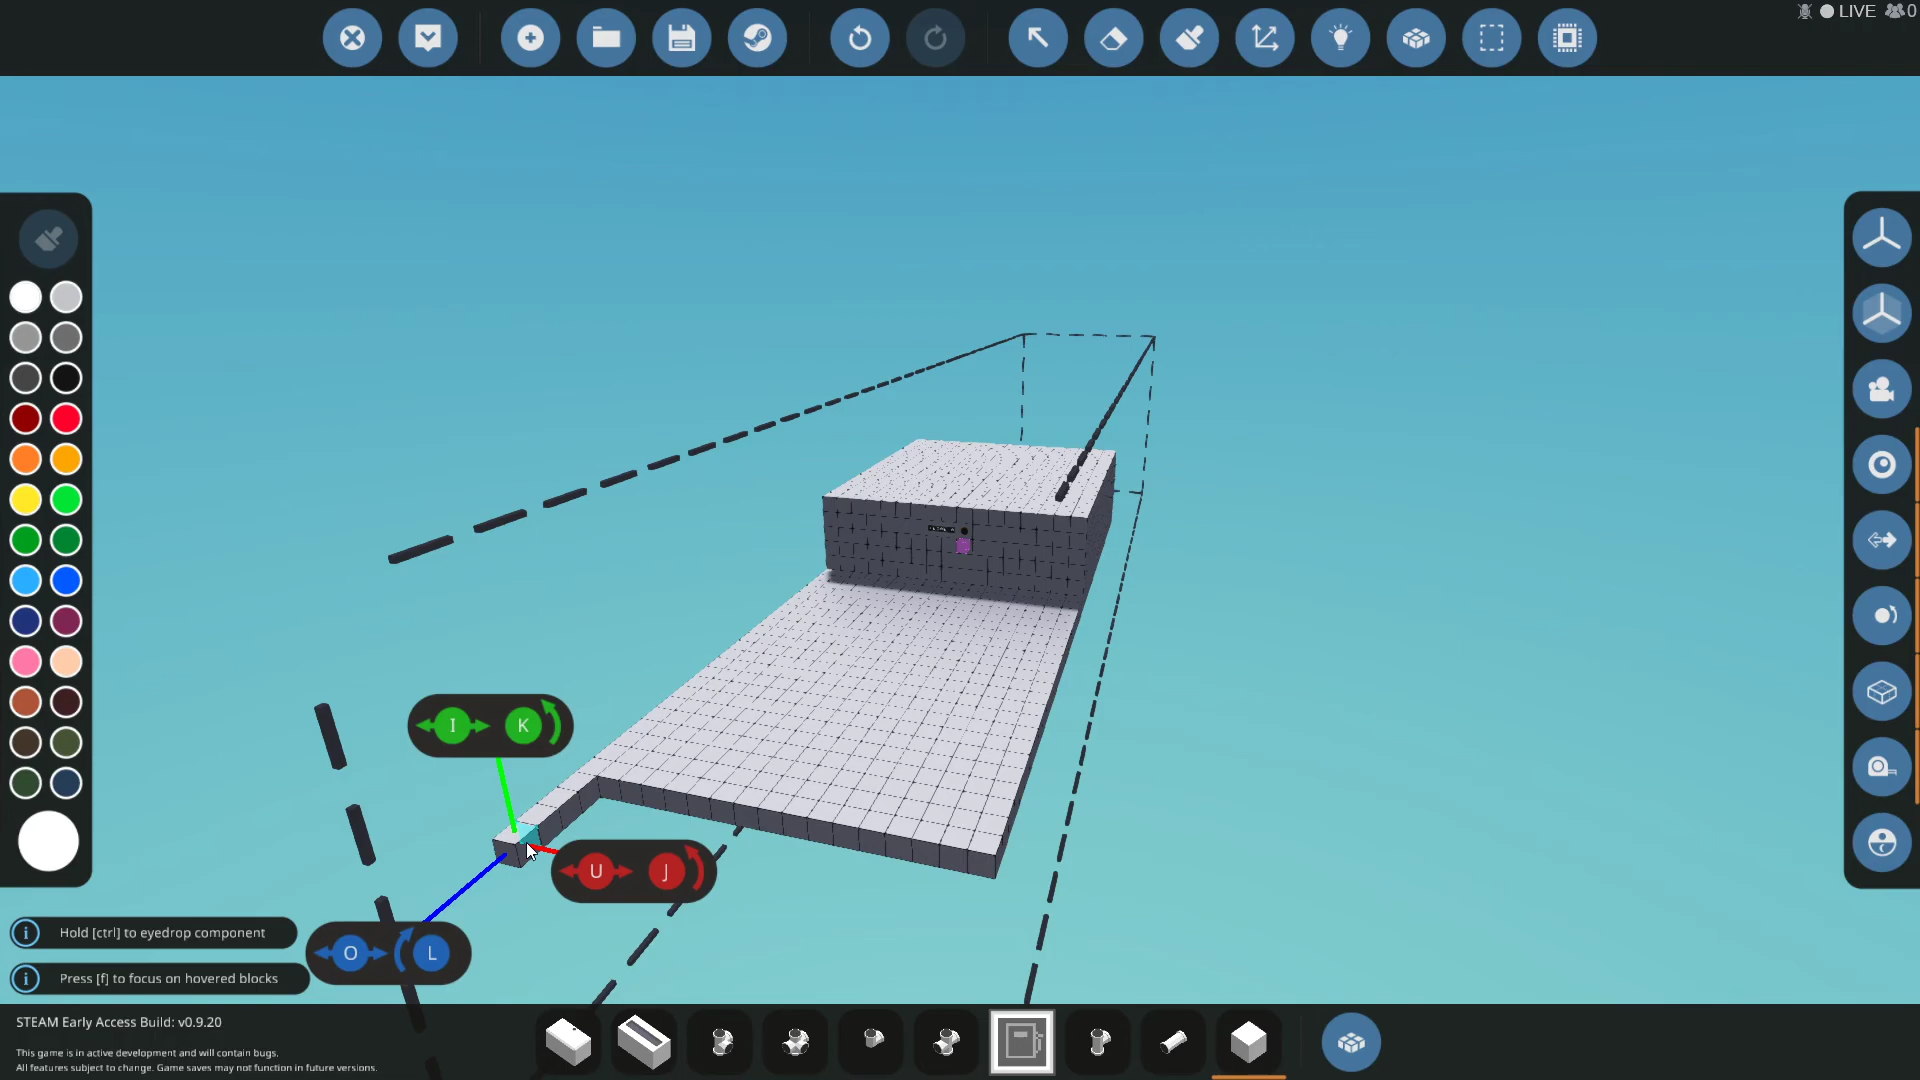 LIVE 0
I K
U J
O L
Hold [ctrl] to eyedrop component
Press [f] to focus on hovered blocks
STEAM Early Access Build: v0.9.20
This game is in active development and will contain bugs.
All features subject to change. Game saves may not function in future versions.